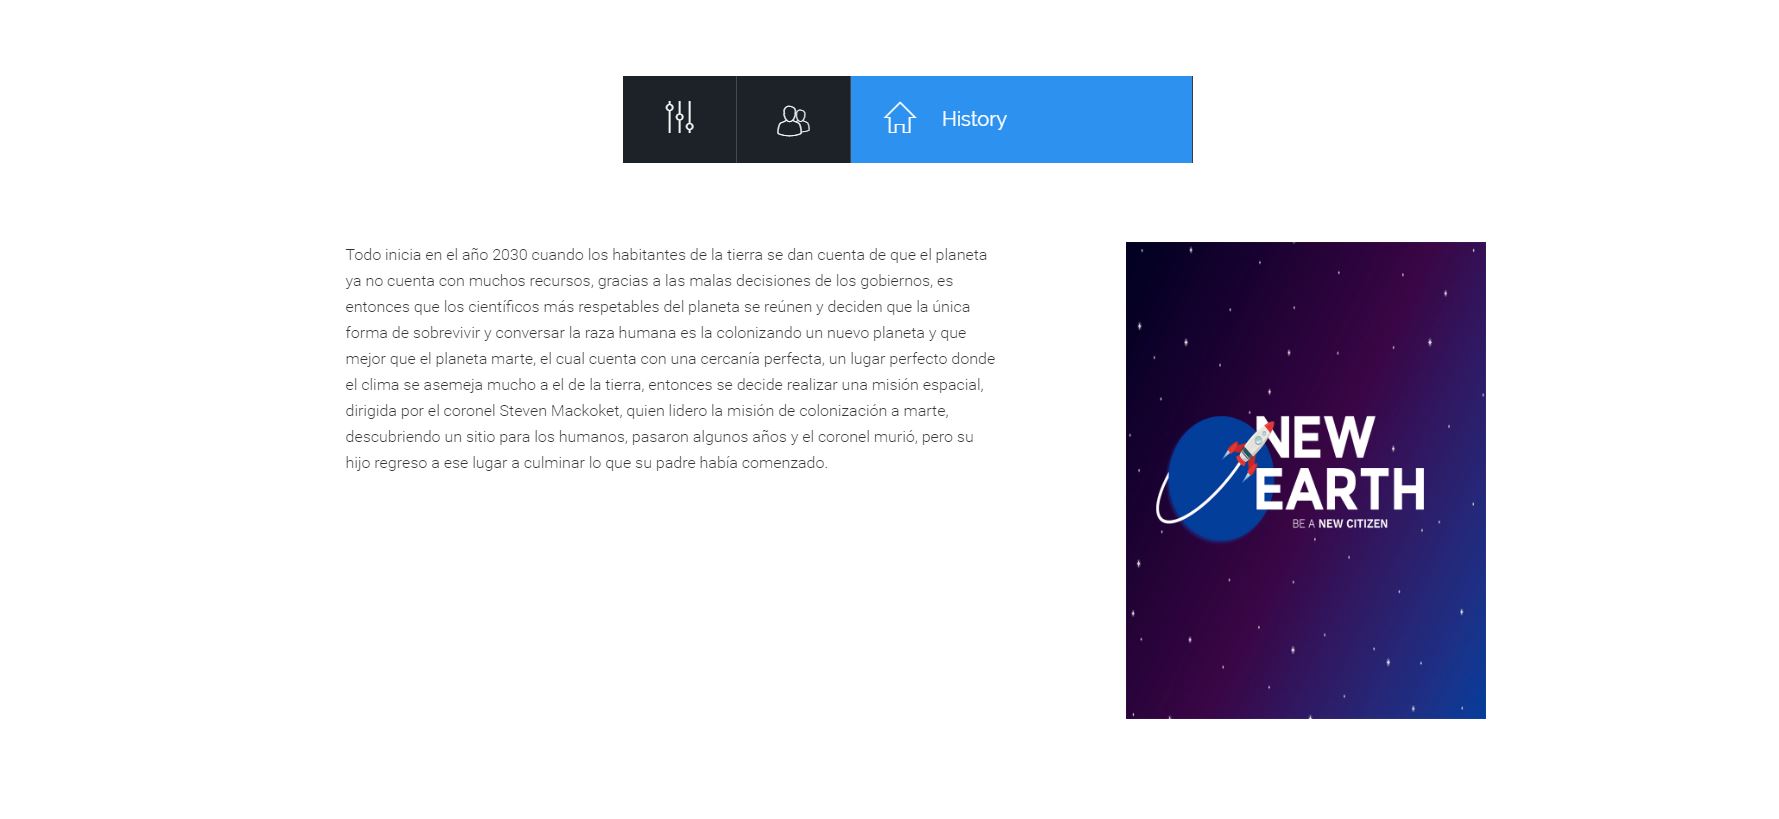 History
Todo inicia en el año 2030 cuando los habitantes de la tierra se dan cuenta de que el planeta
ya no cuenta con muchos recursos, gracias a las malas decisiones de los gobiernos, es
entonces que los científicos más respetables del planeta se reúnen y deciden que la única
forma de sobrevivir y conversar la raza humana es la colonizando un nuevo planeta y que
mejor que el planeta marte, el cual cuenta con una cercanía perfecta, un lugar perfecto donde
el clima se asemeja mucho a el de la tierra, entonces se decide realizar una misión espacial,
dirigida por el coronel Steven Mackoket, quien lidero la misión de colonización a marte,
descubriendo un sitio para los humanos, pasaron algunos años y el coronel murió, pero su
hijo regreso a ese lugar a culminar lo que su padre había comenzado.
NEW
EARTH
BE A NEW CITIZEN